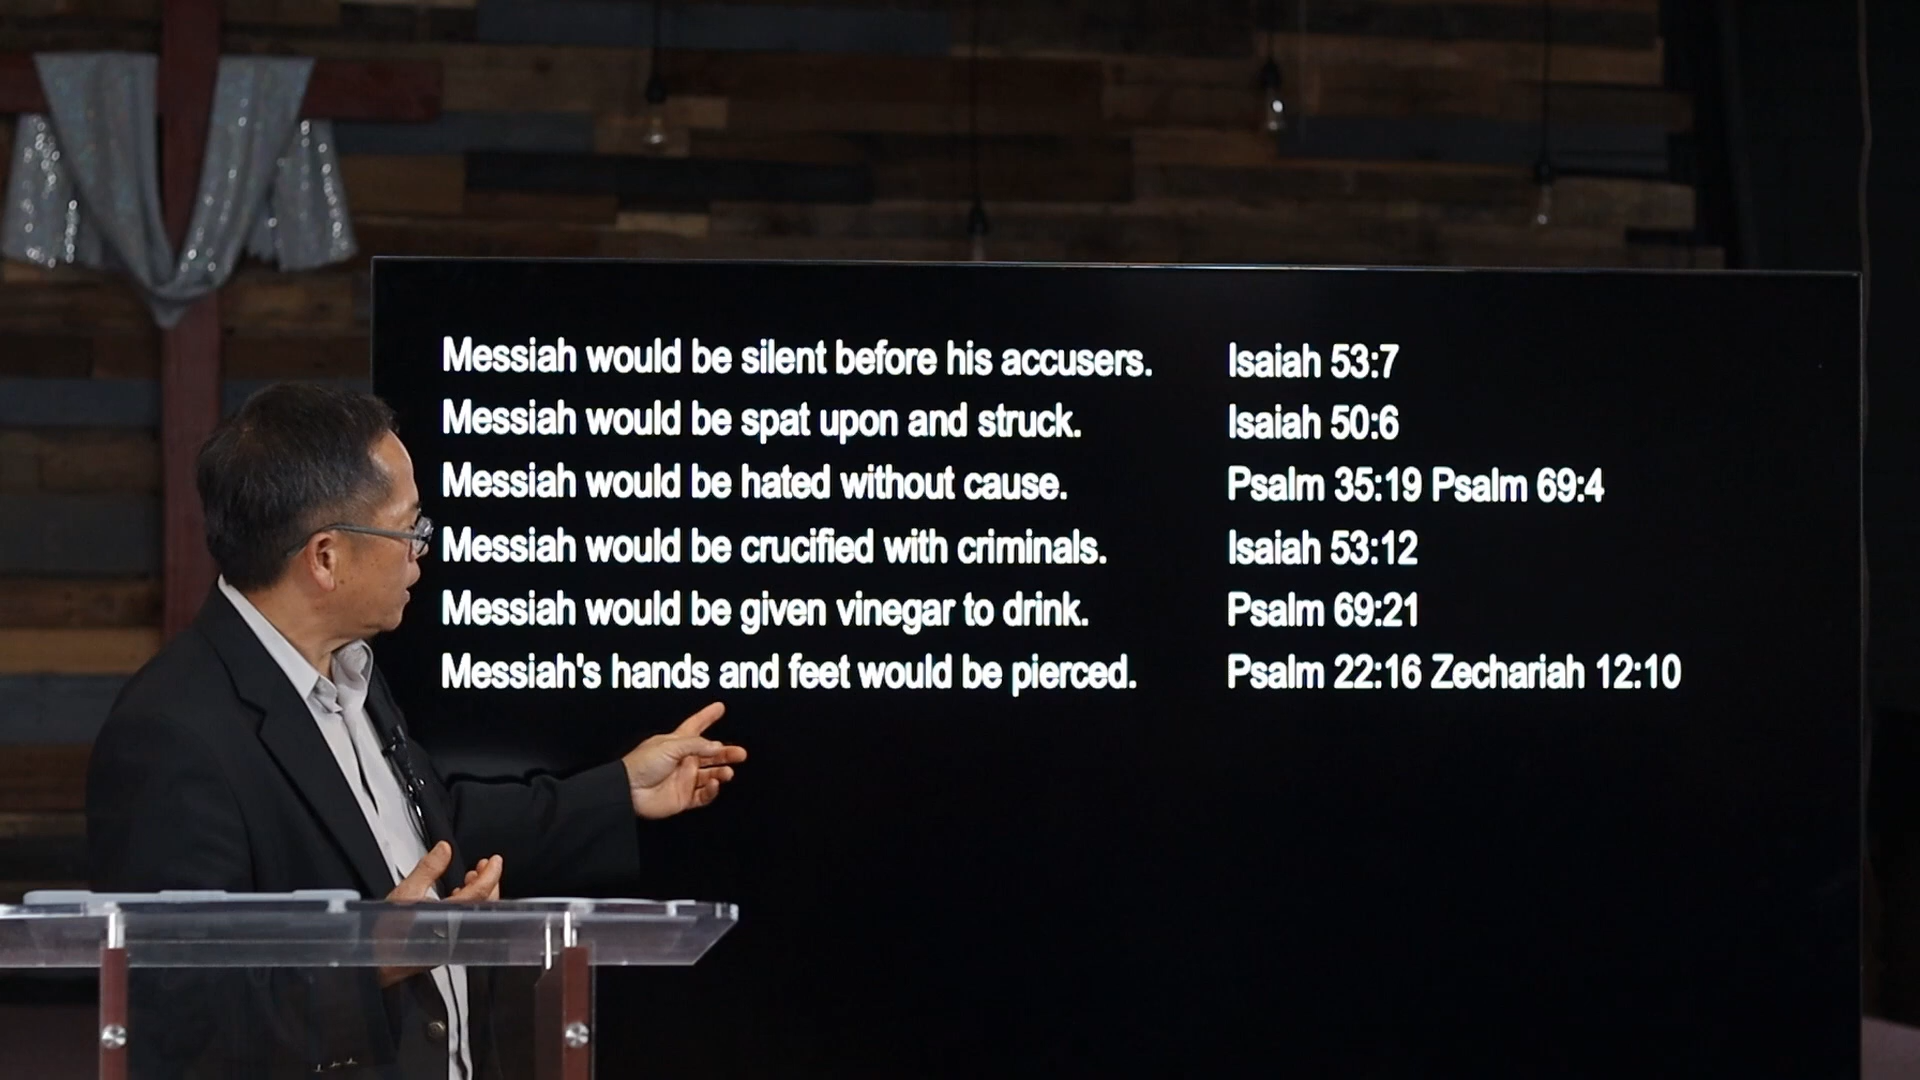 Messiah would be silent before his accusers. Isaiah 53:7
Messiah would be spat upon and struck. Isaiah 50:6
Messiah would be hated without cause. Psalm 35:19 Psalm 69:4
Messiah would be crucified with criminals. Isaiah 53:12
Messiah would be given vinegar to drink. Psalm 69:21
Messiah's hands and feet would be pierced. Psalm 22:16 Zechariah 12:10